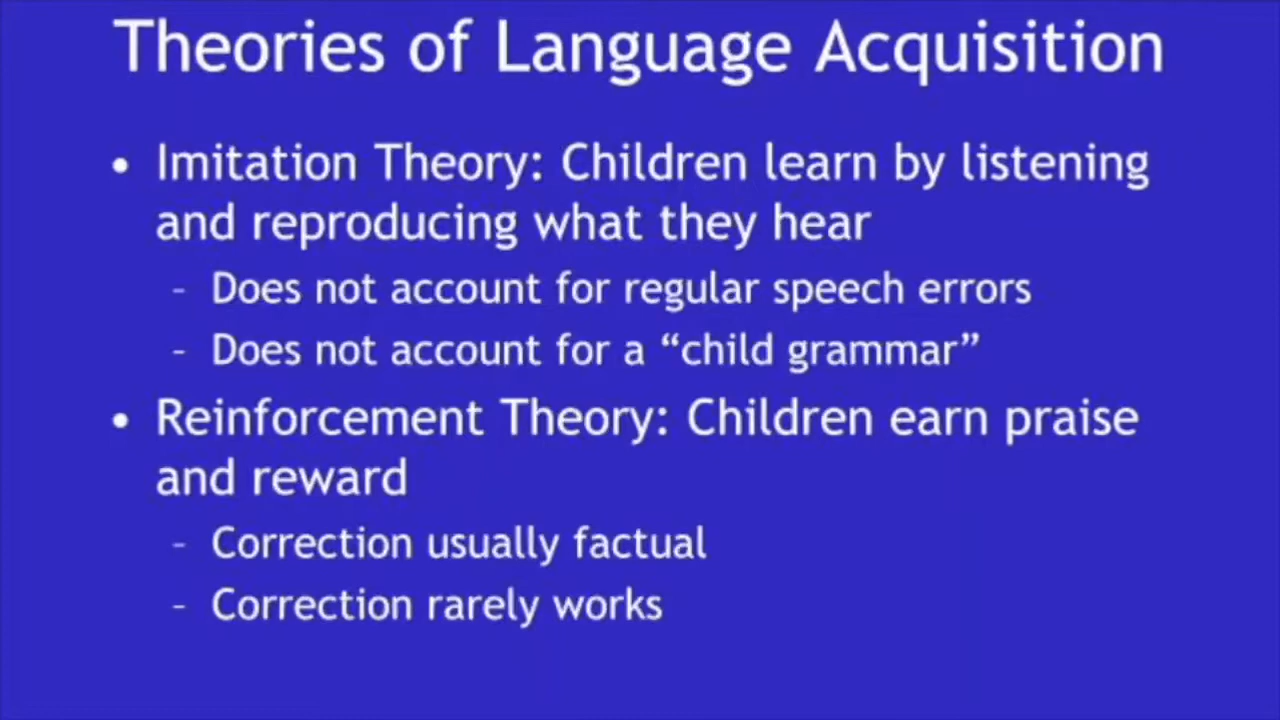 Theories of Language Acquisition
• Imitation Theory: Children learn by listening
and reproducing what they hear
– Does not account for regular speech errors
– Does not account for a “child grammar”
• Reinforcement Theory: Children earn praise
and reward
– Correction usually factual
– Correction rarely works